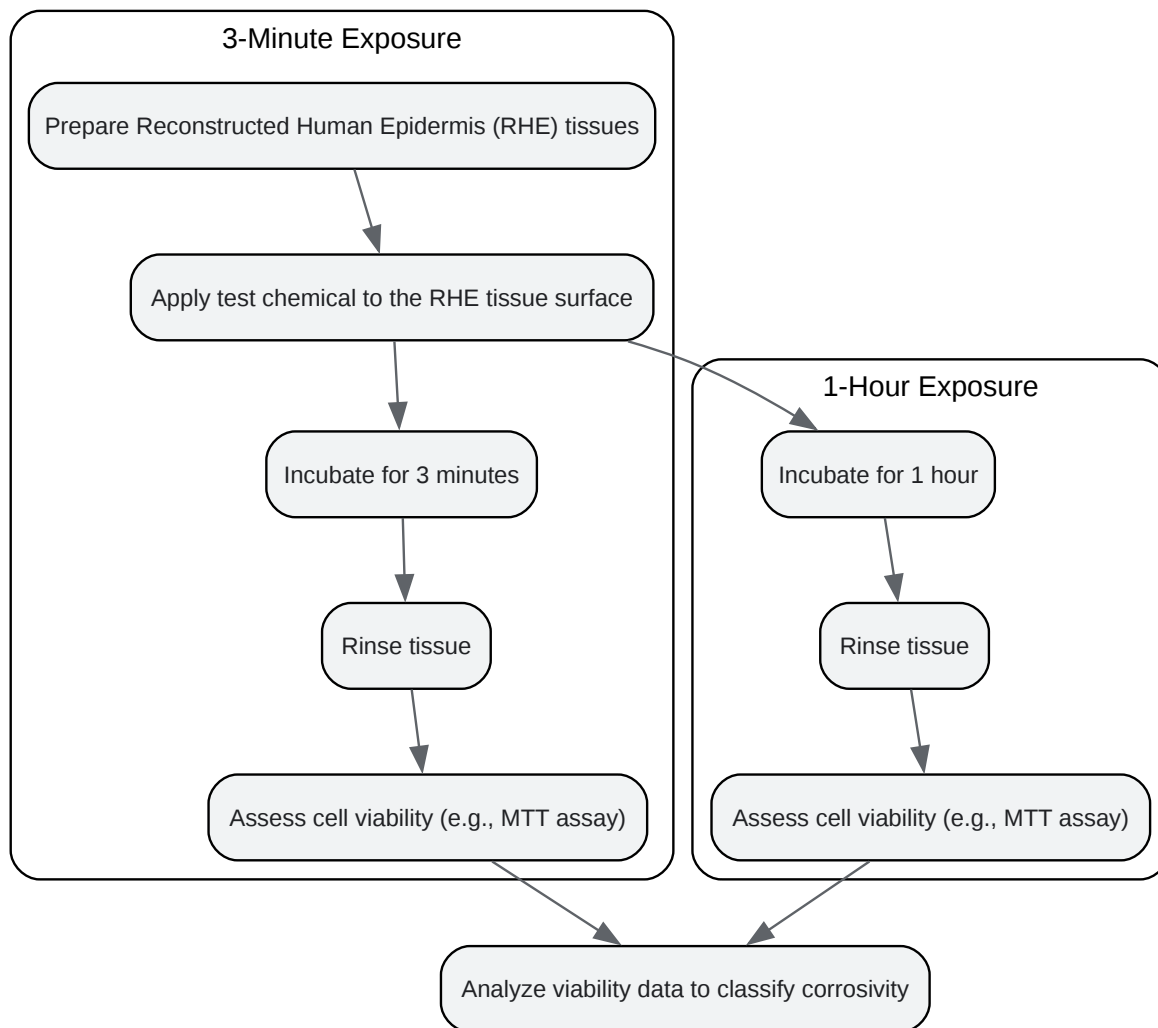 3-Minute Exposure
Prepare Reconstructed Human Epidermis (RHE) tissues
Apply test chemical to the RHE tissue surface
Incubate for 3 minutes
Rinse tissue
Assess cell viability (e.g., MTT assay)
1-Hour Exposure
Incubate for 1 hour
Rinse tissue
Assess cell viability (e.g., MTT assay)
Analyze viability data to classify corrosivity